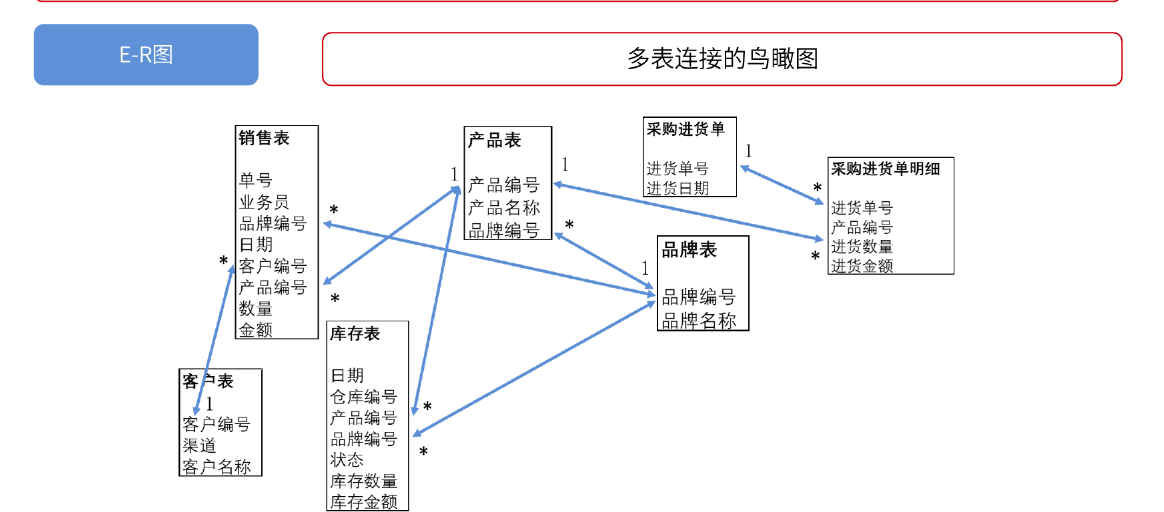 E-R图
多表连接的鸟瞰图
销售表
单号
业务员
品牌编号
日期
客户编号
产品编号
数量
金额
*
*
*
产品表
产品编号
产品名称
品牌编号
1
1
*
采购进货单
进货单号
进货日期
1
采购进货单明细
进货单号
产品编号
进货数量
进货金额
*
*
品牌表
品牌编号
品牌名称
1
库存表
日期
仓库编号
产品编号
品牌编号
状态
库存数量
库存金额
*
*
客户表
1
客户编号
渠道
客户名称